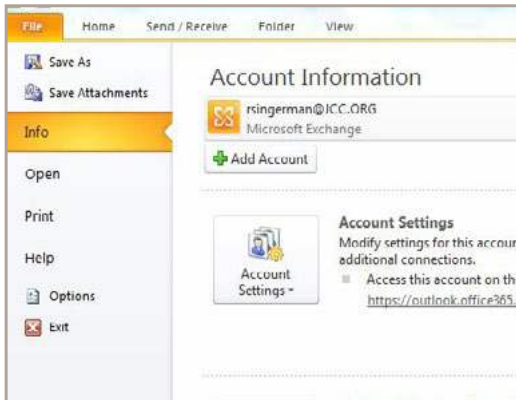 File Home Send / Receive Folder View
Save As
Save Attachments
Info
Open
Print
Help
Options
Exit
Account Information
rsingerman@JCC.ORG
Microsoft Exchange
Add Account
Account
Settings
Account Settings
Modify settings for this accour
additional connections.
Access this account on th
https://outlook.office365.